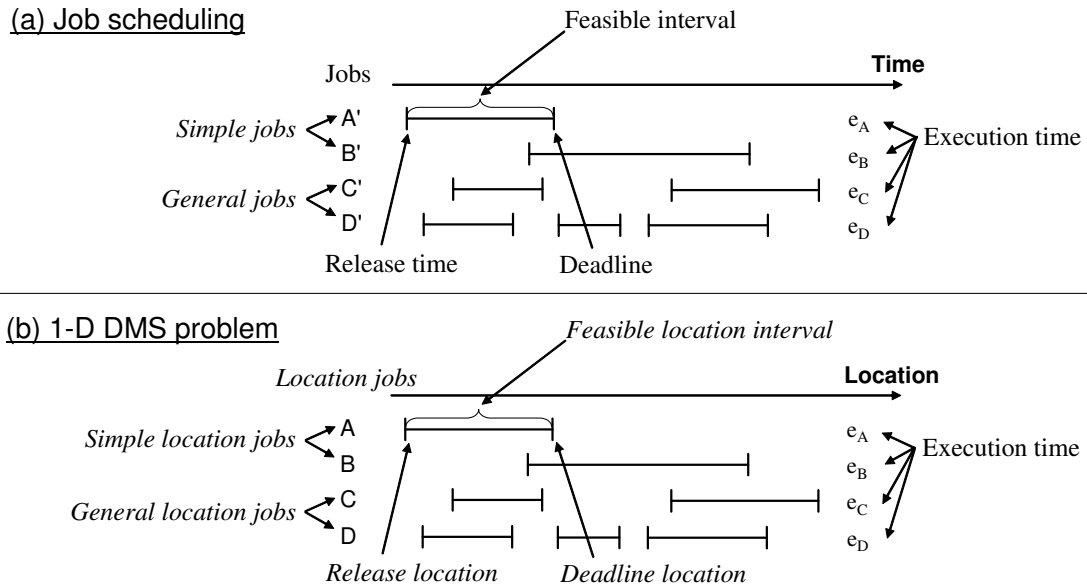 (a) Job scheduling
Feasible interval
Jobs
Time
Simple jobs
A'
e_A
B'
e_B
Execution time
General jobs
C'
e_C
D'
e_D
Release time
Deadline
(b) 1-D DMS problem
Feasible location interval
Location jobs
Location
Simple location jobs
A
e_A
B
e_B
Execution time
General location jobs
C
e_C
D
e_D
Release location
Deadline location